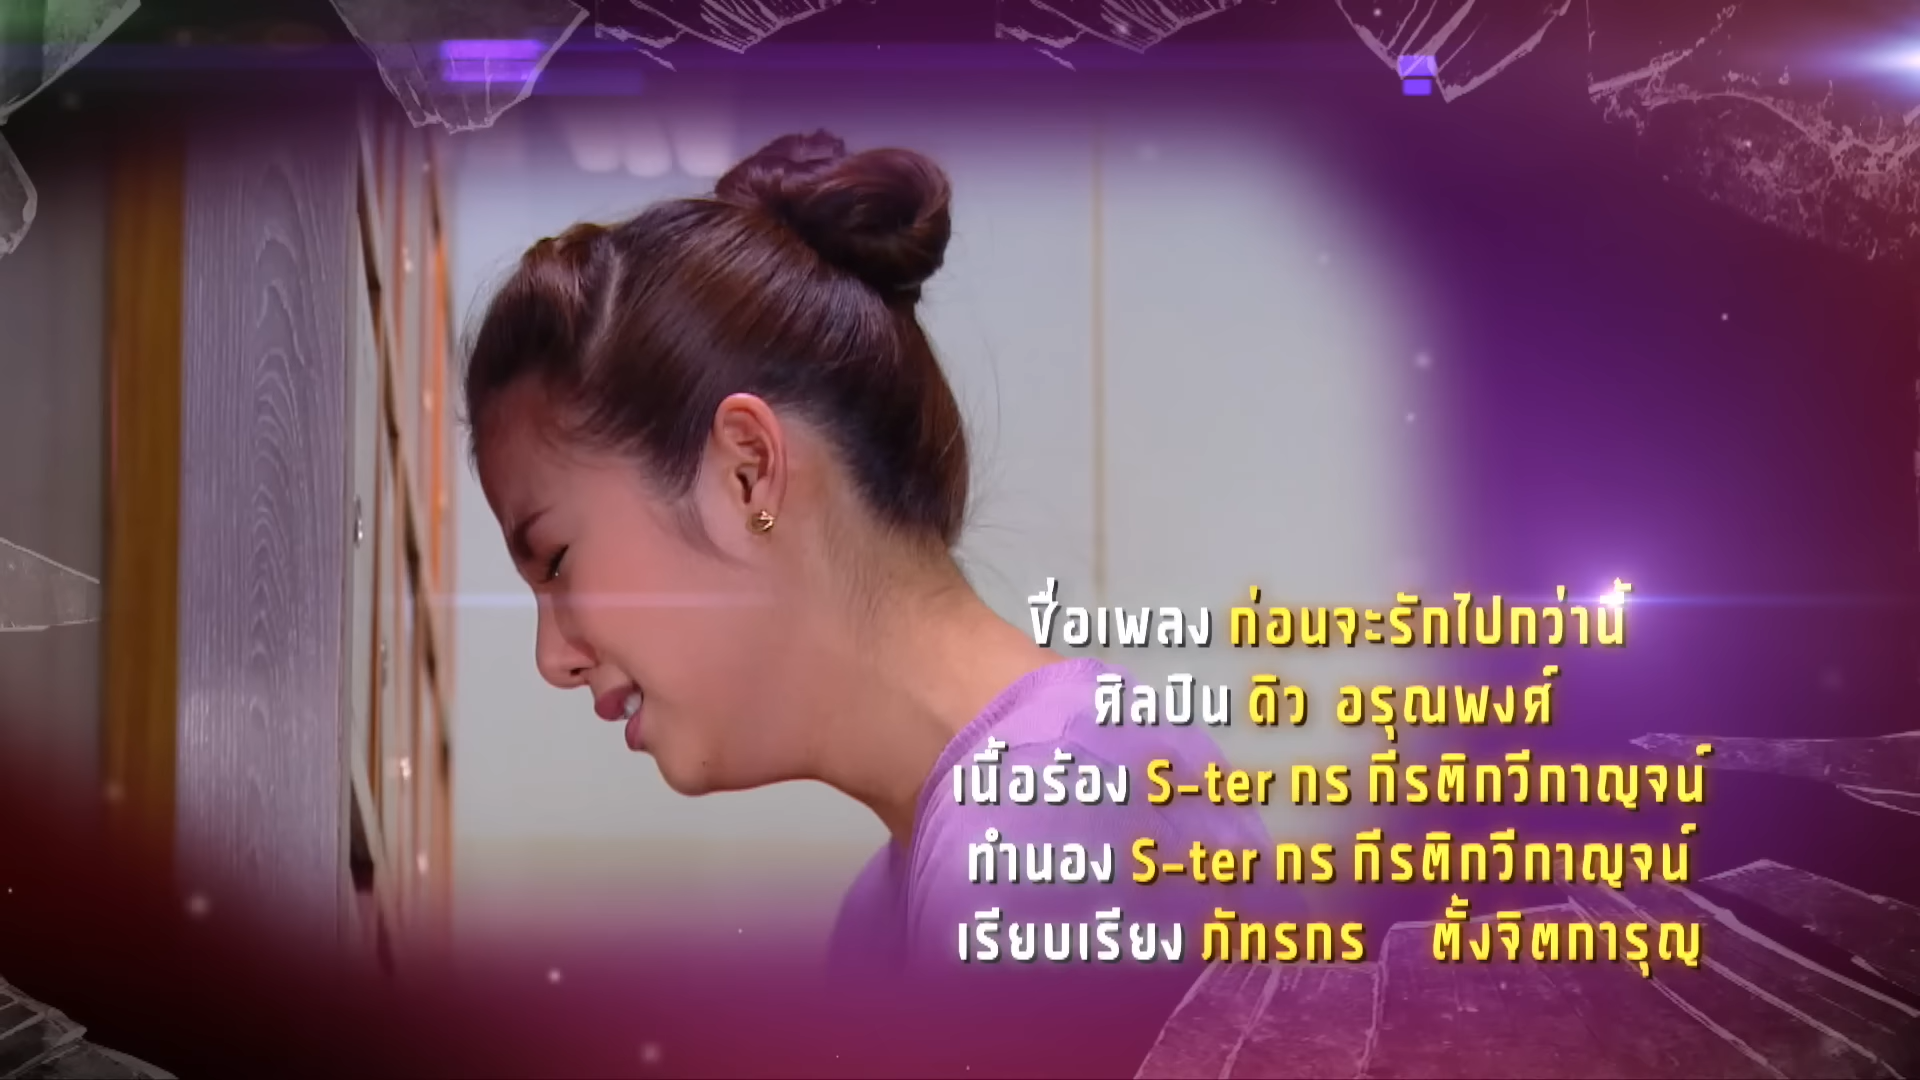 ชื่อเพลง ก่อนจะรักไปกว่านี้
ศิลปิน ดิว อรุณพงศ์
เนื้อร้อง S-ter กร กีรติกวีกาญจน์
ทำนอง S-ter กร กีรติกวีกาญจน์
เรียบเรียง ภัทรกร ตั้งจิตการุญ